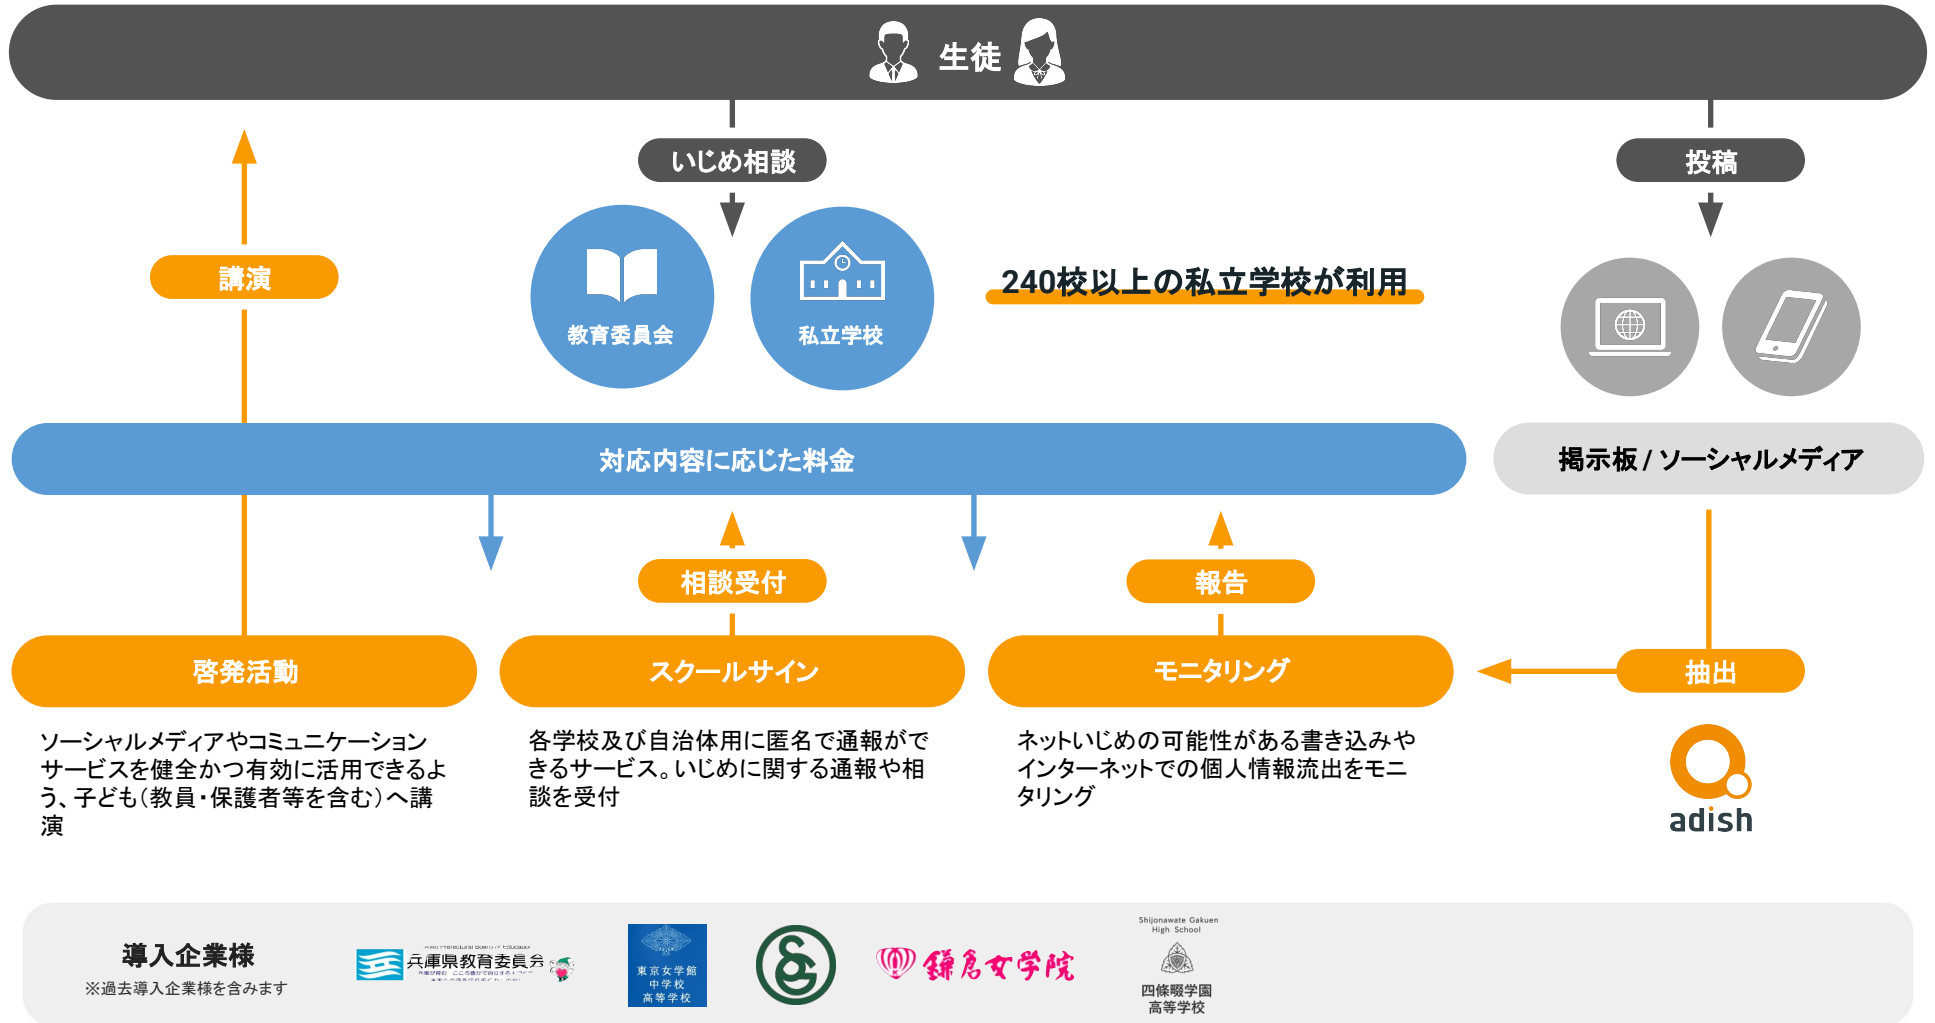 生徒
いじめ相談
投稿
講演
教育委員会
私立学校
240校以上の私立学校が利用
対応内容に応じた料金
掲示板 / ソーシャルメディア
相談受付
報告
啓発活動
スクールサイン
モニタリング
抽出
ソーシャルメディアやコミュニケーション
サービスを健全かつ有効に活用できるよ
う、子ども(教員・保護者等を含む)へ講
演
各学校及び自治体用に匿名で通報がで
きるサービス。いじめに関する通報や相
談を受付
ネットいじめの可能性がある書き込みや
インターネットでの個人情報流出をモニ
タリング
adish
導入企業様
※過去導入企業様を含みます
兵庫県教育委員会
東京女学館
中学校
高等学校
鎌倉女学院
Shijonawate Gakuen
High School
四條畷学園
高等学校